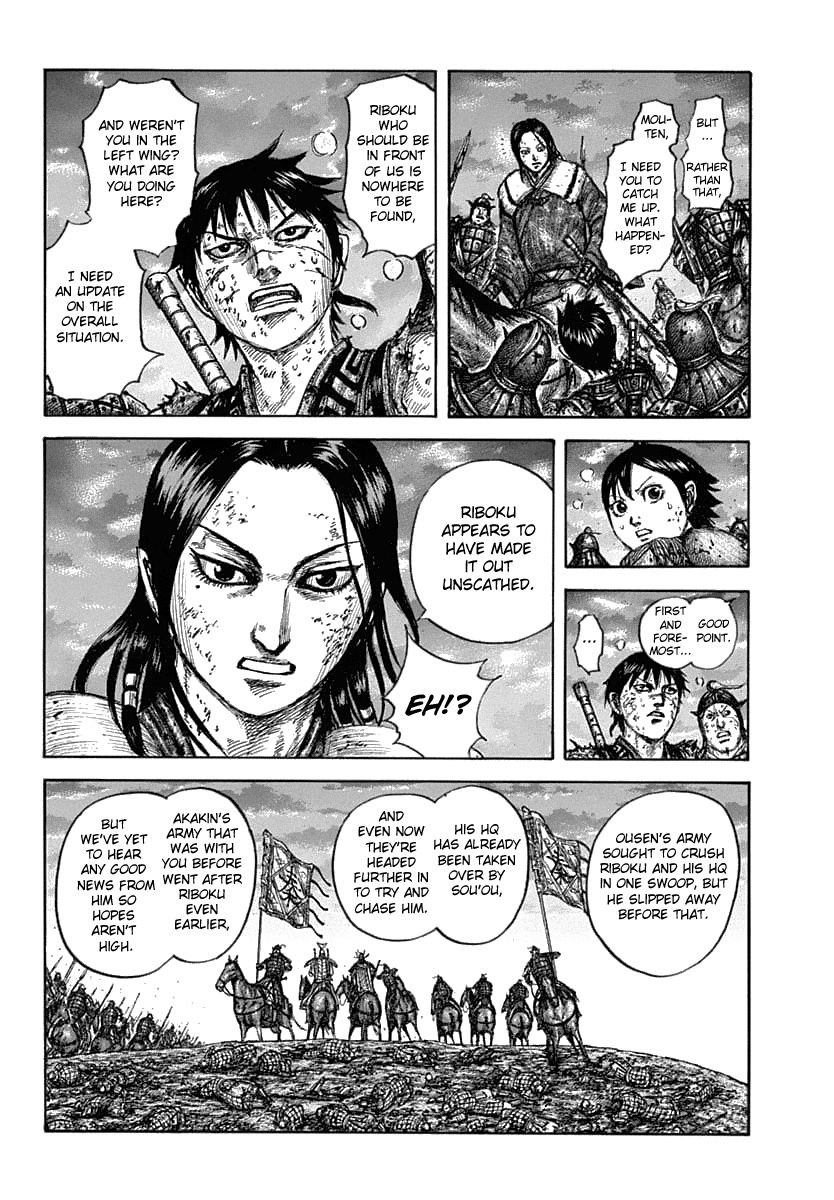 BUT
...
RATHER
THAN
THAT,
MOU-
TEN,
I NEED
YOU TO
CATCH
ME UP.
WHAT
HAPPEN-
ED?
RIBOKU
WHO
SHOULD BE
IN FRONT
OF US IS
NOWHERE
TO BE
FOUND,
AND WEREN'T
YOU IN THE
LEFT WING?
WHAT ARE
YOU DOING
HERE?
I NEED
AN UPDATE
ON THE
OVERALL
SITUATION.
GOOD
POINT.
FIRST
AND
FORE-
MOST...
...
RIBOKU
APPEARS TO
HAVE MADE
IT OUT
UNSCATHED.
EH!?
OUSEN'S ARMY
SOUGHT TO CRUSH
RIBOKU AND HIS HQ
IN ONE SWOOP, BUT
HE SLIPPED AWAY
BEFORE THAT.
HIS HQ
HAS ALREADY
BEEN TAKEN
OVER BY
SOU'OU,
AND
EVEN NOW
THEY'RE
HEADED
FURTHER IN
TO TRY AND
CHASE HIM.
AKAKIN'S
ARMY THAT
WAS WITH
YOU BEFORE
WENT AFTER
RIBOKU
EVEN
EARLIER,
BUT
WE'VE YET
TO HEAR
ANY GOOD
NEWS FROM
HIM SO
HOPES
AREN'T
HIGH.